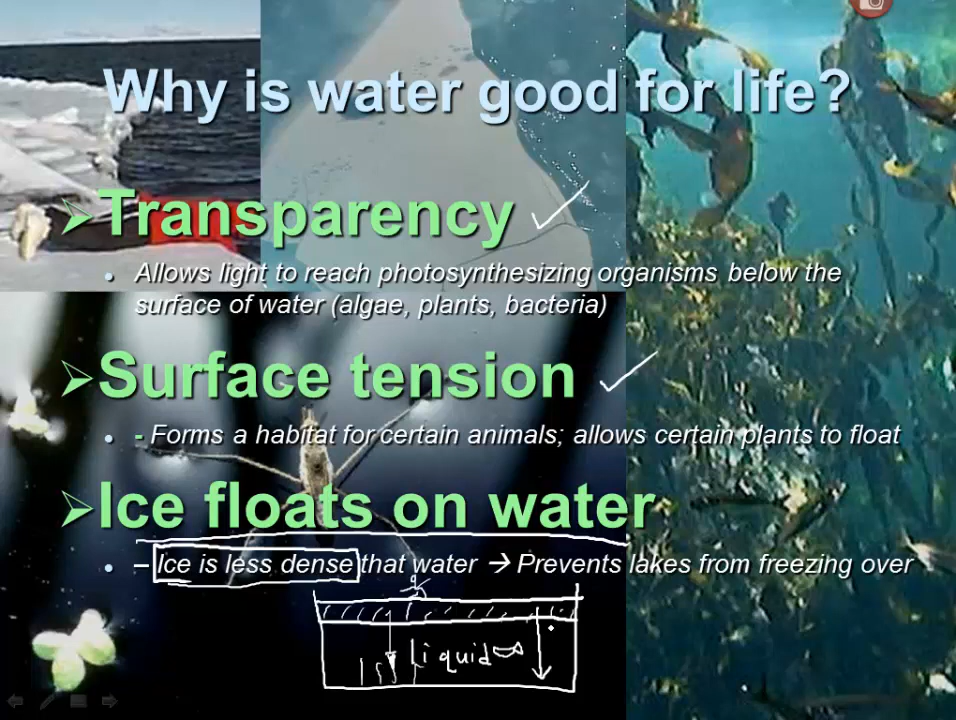 Why is water good for life?
Transparency
Allows light to reach photosynthesizing organisms below the
surface of water (algae, plants, bacteria)
Surface tension
- Forms a habitat for certain animals; allows certain plants to float
Ice floats on water
– Ice is less dense that water → Prevents lakes from freezing over
liquid